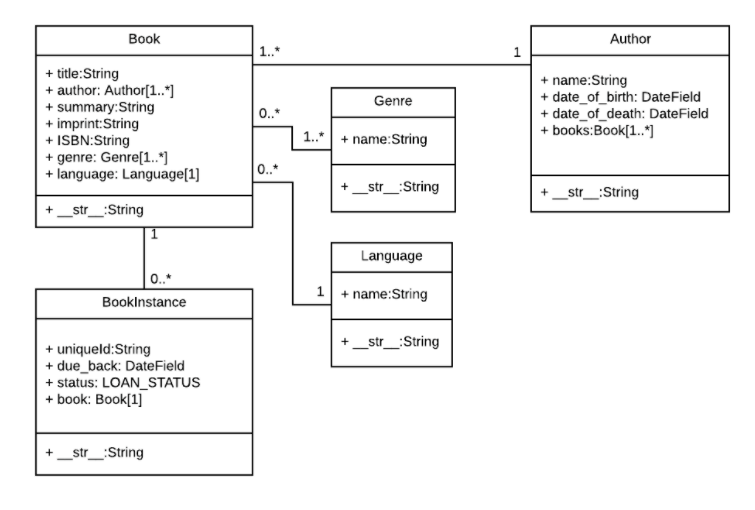 Book
+ title:String
+ author: Author[1..*]
+ summary:String
+ imprint:String
+ ISBN:String
+ genre: Genre[1..*]
+ language: Language[1]
+ __str__:String
1..*
1
Author
+ name:String
+ date_of_birth: DateField
+ date_of_death: DateField
+ books:Book[1..*]
+ __str__:String
0..*
1..*
Genre
+ name:String
+ __str__:String
0..*
1
Language
+ name:String
+ __str__:String
1
0..*
BookInstance
+ uniqueId:String
+ due_back: DateField
+ status: LOAN_STATUS
+ book: Book[1]
+ __str__:String